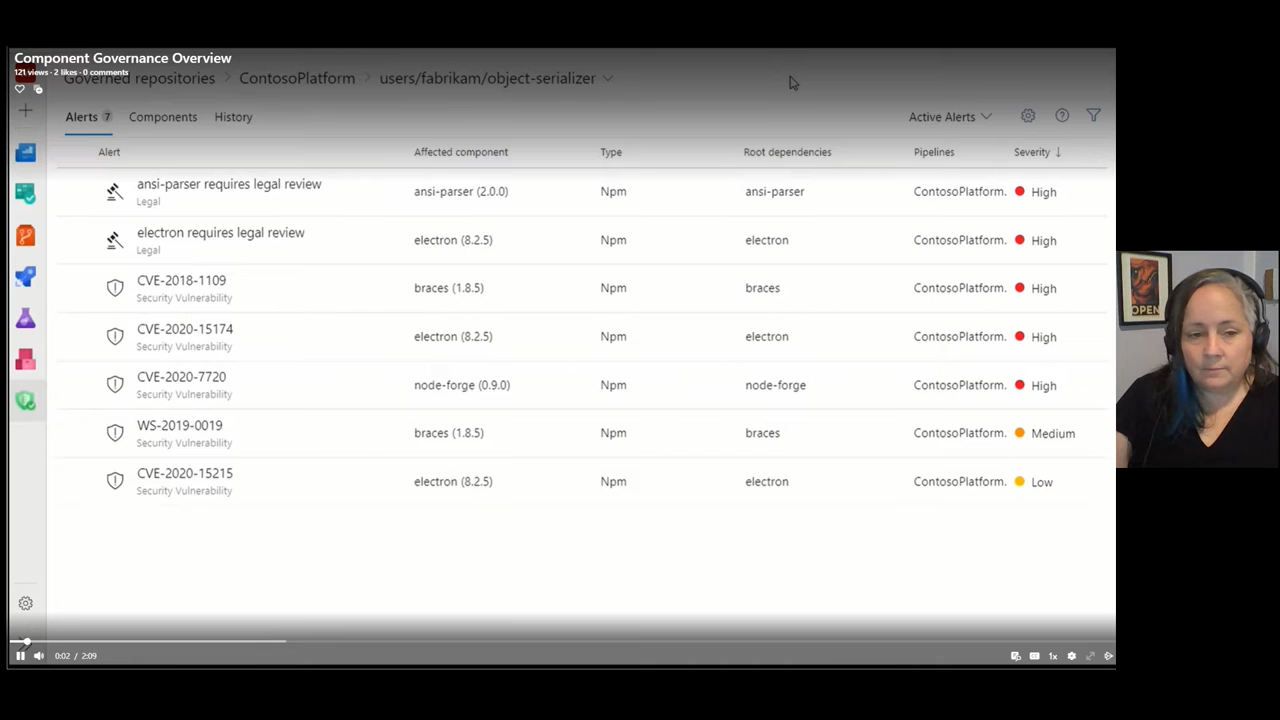 Component Governance Overview
121 views · 2 likes · 0 comments
Governed repositories > ContosoPlatform > users/fabrikam/object-serializer
Alerts 7 Components History Active Alerts
Alert Affected component Type Root dependencies Pipelines Severity ↓
ansi-parser requires legal review
Legal
ansi-parser (2.0.0) Npm ansi-parser ContosoPlatform. High
electron requires legal review
Legal
electron (8.2.5) Npm electron ContosoPlatform. High
CVE-2018-1109
Security Vulnerability
braces (1.8.5) Npm braces ContosoPlatform. High
CVE-2020-15174
Security Vulnerability
electron (8.2.5) Npm electron ContosoPlatform. High
CVE-2020-7720
Security Vulnerability
node-forge (0.9.0) Npm node-forge ContosoPlatform. High
WS-2019-0019
Security Vulnerability
braces (1.8.5) Npm braces ContosoPlatform. Medium
CVE-2020-15215
Security Vulnerability
electron (8.2.5) Npm electron ContosoPlatform. Low
0:02 / 2:09
1x
OPEN